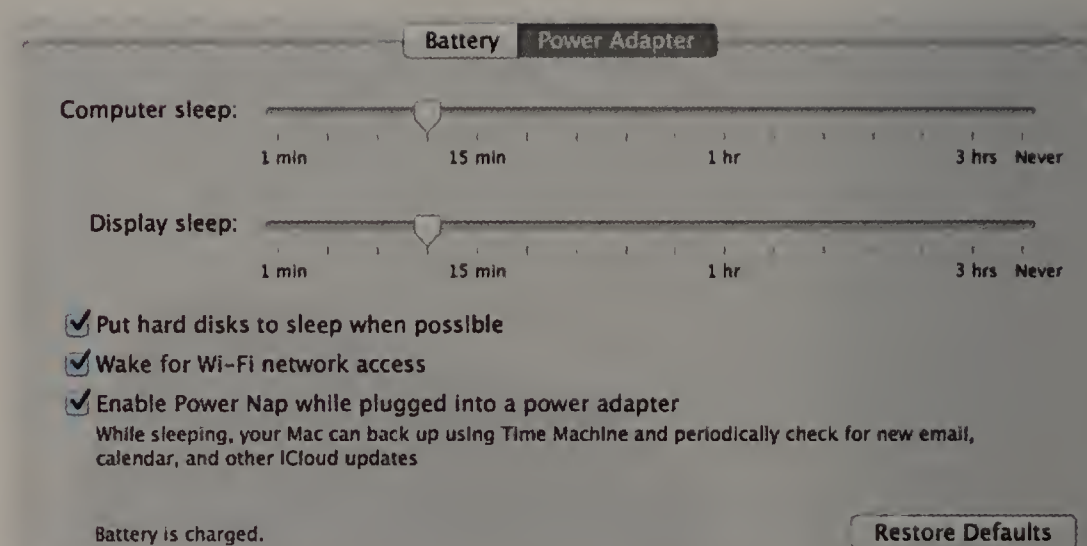 Battery Power Adapter
Computer sleep:
1 min 15 min 1 hr 3 hrs Never
Display sleep:
1 min 15 min 1 hr 3 hrs Never
Put hard disks to sleep when possible
Wake for Wi-Fi network access
Enable Power Nap while plugged into a power adapter
While sleeping, your Mac can back up using Time Machine and periodically check for new email,
calendar, and other iCloud updates
Battery is charged. Restore Defaults